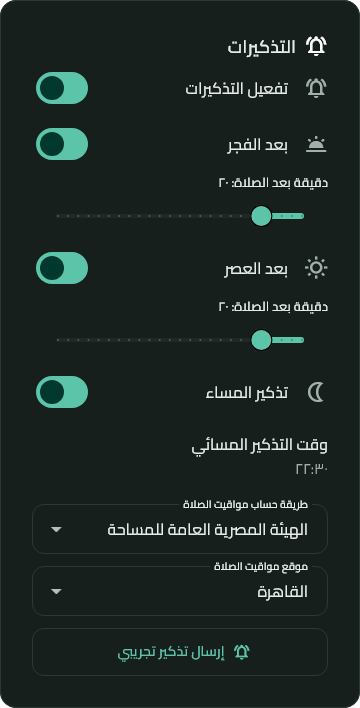 التذكيرات
تفعيل التذكيرات
بعد الفجر
دقيقة بعد الصلاة: ٢٠
بعد العصر
دقيقة بعد الصلاة: ٢٠
تذكير المساء
وقت التذكير المسائي
٢٢:٣٠
طريقة حساب مواقيت الصلاة
الهيئة المصرية العامة للمساحة
موقع مواقيت الصلاة
القاهرة
إرسال تذكير تجريبي